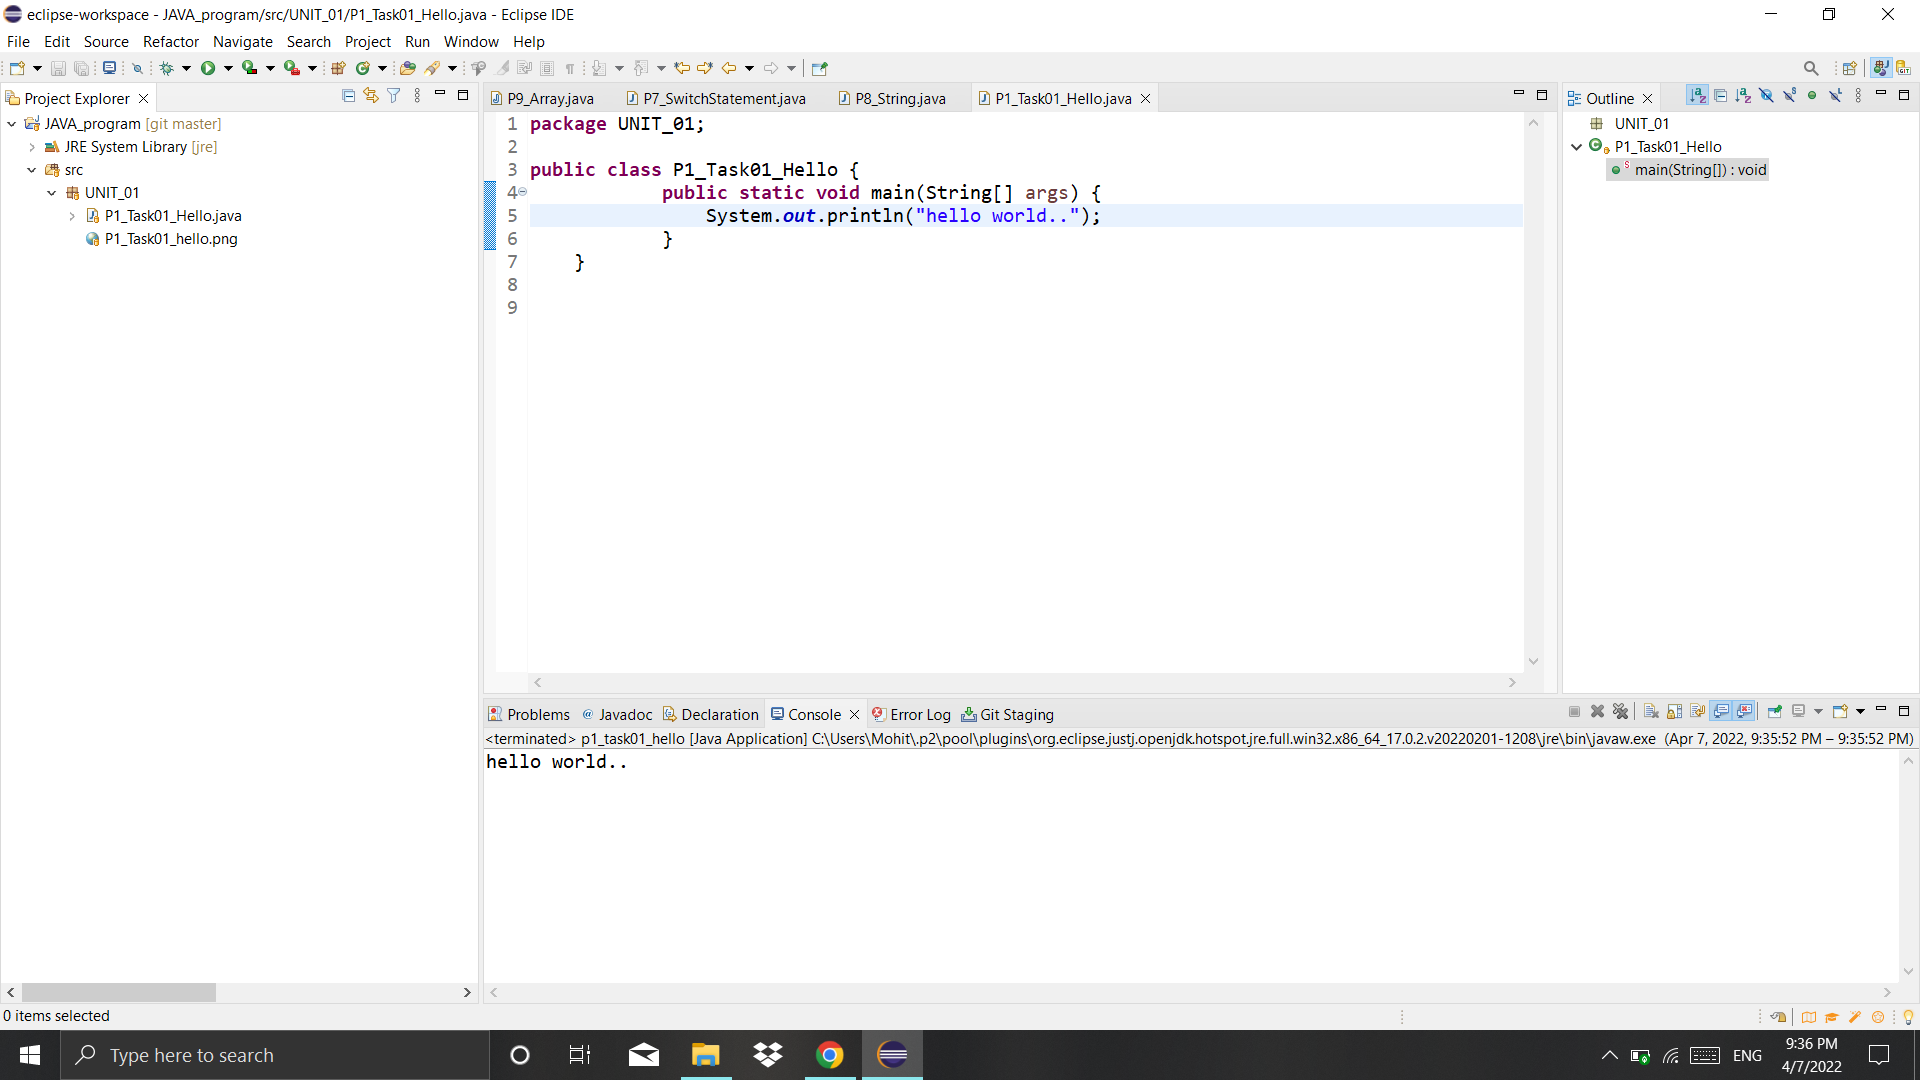 eclipse-workspace - JAVA_program/src/UNIT_01/P1_Task01_Hello.java - Eclipse IDE
File Edit Source Refactor Navigate Search Project Run Window Help
Project Explorer
JAVA_program [git master]
JRE System Library [jre]
src
UNIT_01
P1_Task01_Hello.java
P1_Task01_hello.png
P9_Array.java P7_SwitchStatement.java P8_String.java P1_Task01_Hello.java
1 package UNIT_01;
2
3 public class P1_Task01_Hello {
4 public static void main(String[] args) {
5 System.out.println("hello world..");
6 }
7 }
8
9
Outline
UNIT_01
P1_Task01_Hello
main(String[]) : void
Problems Javadoc Declaration Console Error Log Git Staging
<terminated> p1_task01_hello [Java Application] C:\Users\Mohit\.p2\pool\plugins\org.eclipse.justj.openjdk.hotspot.jre.full.win32.x86_64_17.0.2.v20220201-1208\jre\bin\javaw.exe (Apr 7, 2022, 9:35:52 PM – 9:35:52 PM)
hello world..
0 items selected
Type here to search
ENG
9:36 PM
4/7/2022